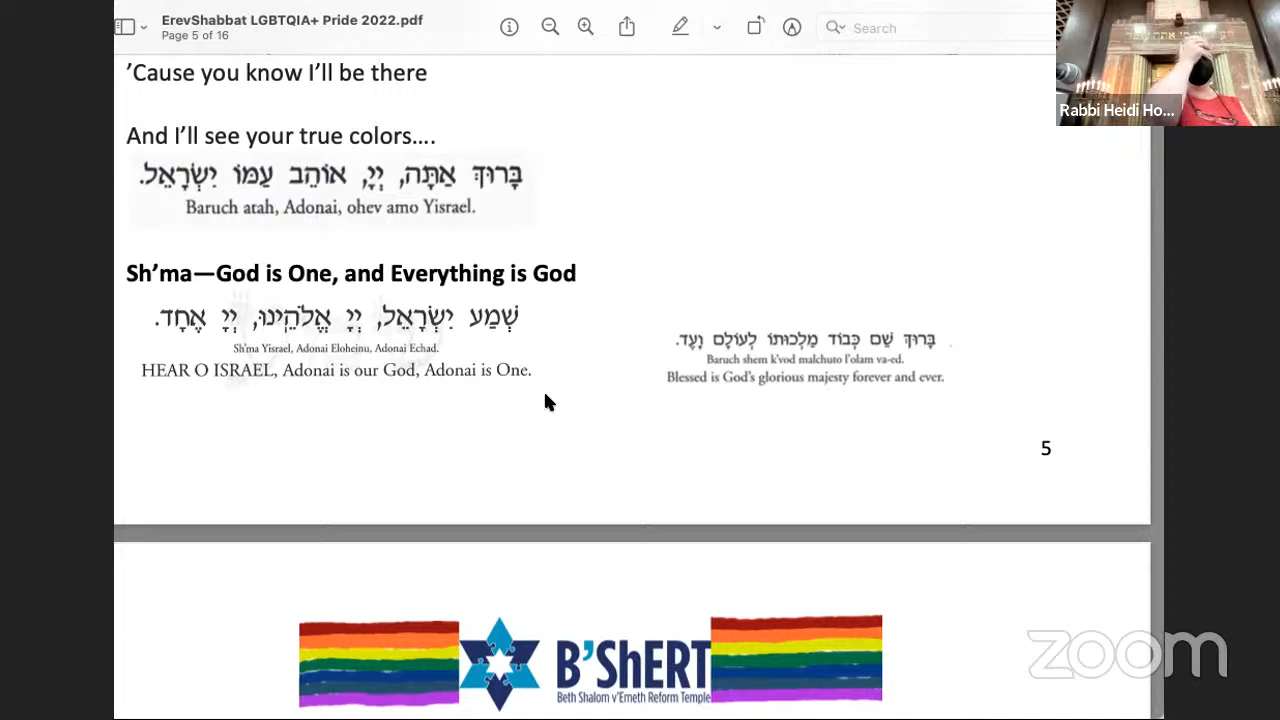 ErevShabbat LGBTQIA+ Pride 2022.pdf
Page 5 of 16
Search
Rabbi Heidi Ho...
’Cause you know I’ll be there
And I’ll see your true colors….
בָּרוּךְ אַתָּה, יְיָ, אוֹהֵב עַמּוֹ יִשְׂרָאֵל.
Baruch atah, Adonai, ohev amo Yisrael.
Sh’ma—God is One, and Everything is God
שְׁמַע יִשְׂרָאֵל, יְיָ אֱלֹהֵינוּ, יְיָ אֶחָד.
Sh’ma Yisrael, Adonai Eloheinu, Adonai Echad.
HEAR O ISRAEL, Adonai is our God, Adonai is One.
בָּרוּךְ שֵׁם כְּבוֹד מַלְכוּתוֹ לְעוֹלָם וָעֶד.
Baruch shem k’vod malchuto l’olam va-ed.
Blessed is God’s glorious majesty forever and ever.
5
B’ShERT
Beth Shalom v’Emeth Reform Temple
zoom